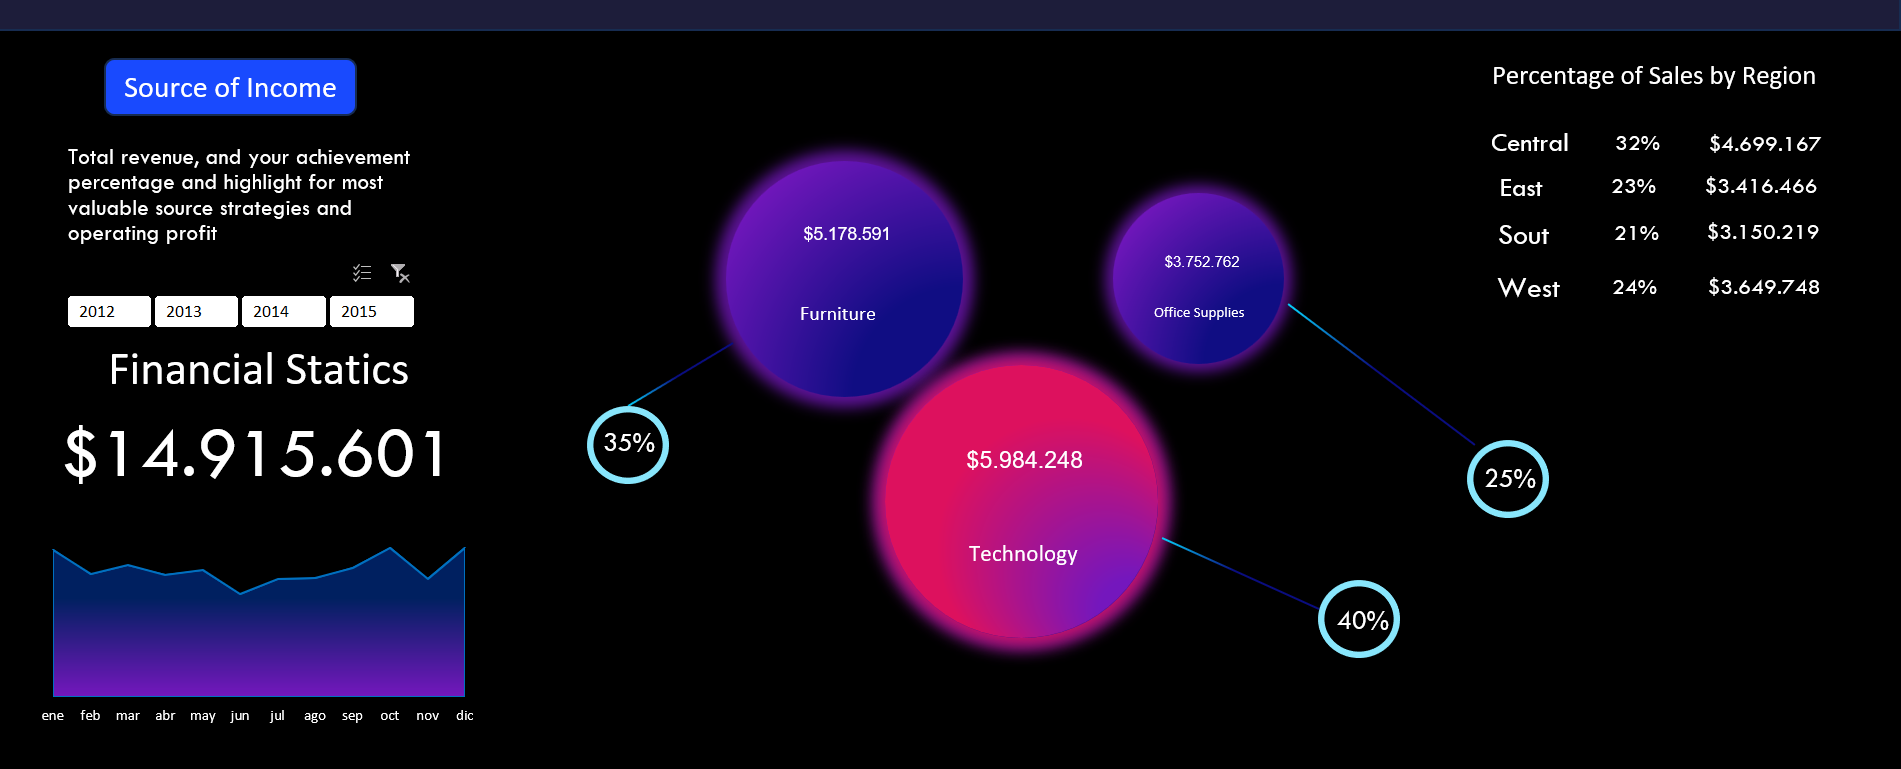 Source of Income
Total revenue, and your achievement
percentage and highlight for most
valuable source strategies and
operating profit
2012 2013 2014 2015
Financial Statics
$14.915.601
ene feb mar abr may jun jul ago sep oct nov dic
$5.178.591
Furniture
$3.752.762
Office Supplies
$5.984.248
Technology
35%
25%
40%
Percentage of Sales by Region
Central 32% $4.699.167
East 23% $3.416.466
Sout 21% $3.150.219
West 24% $3.649.748